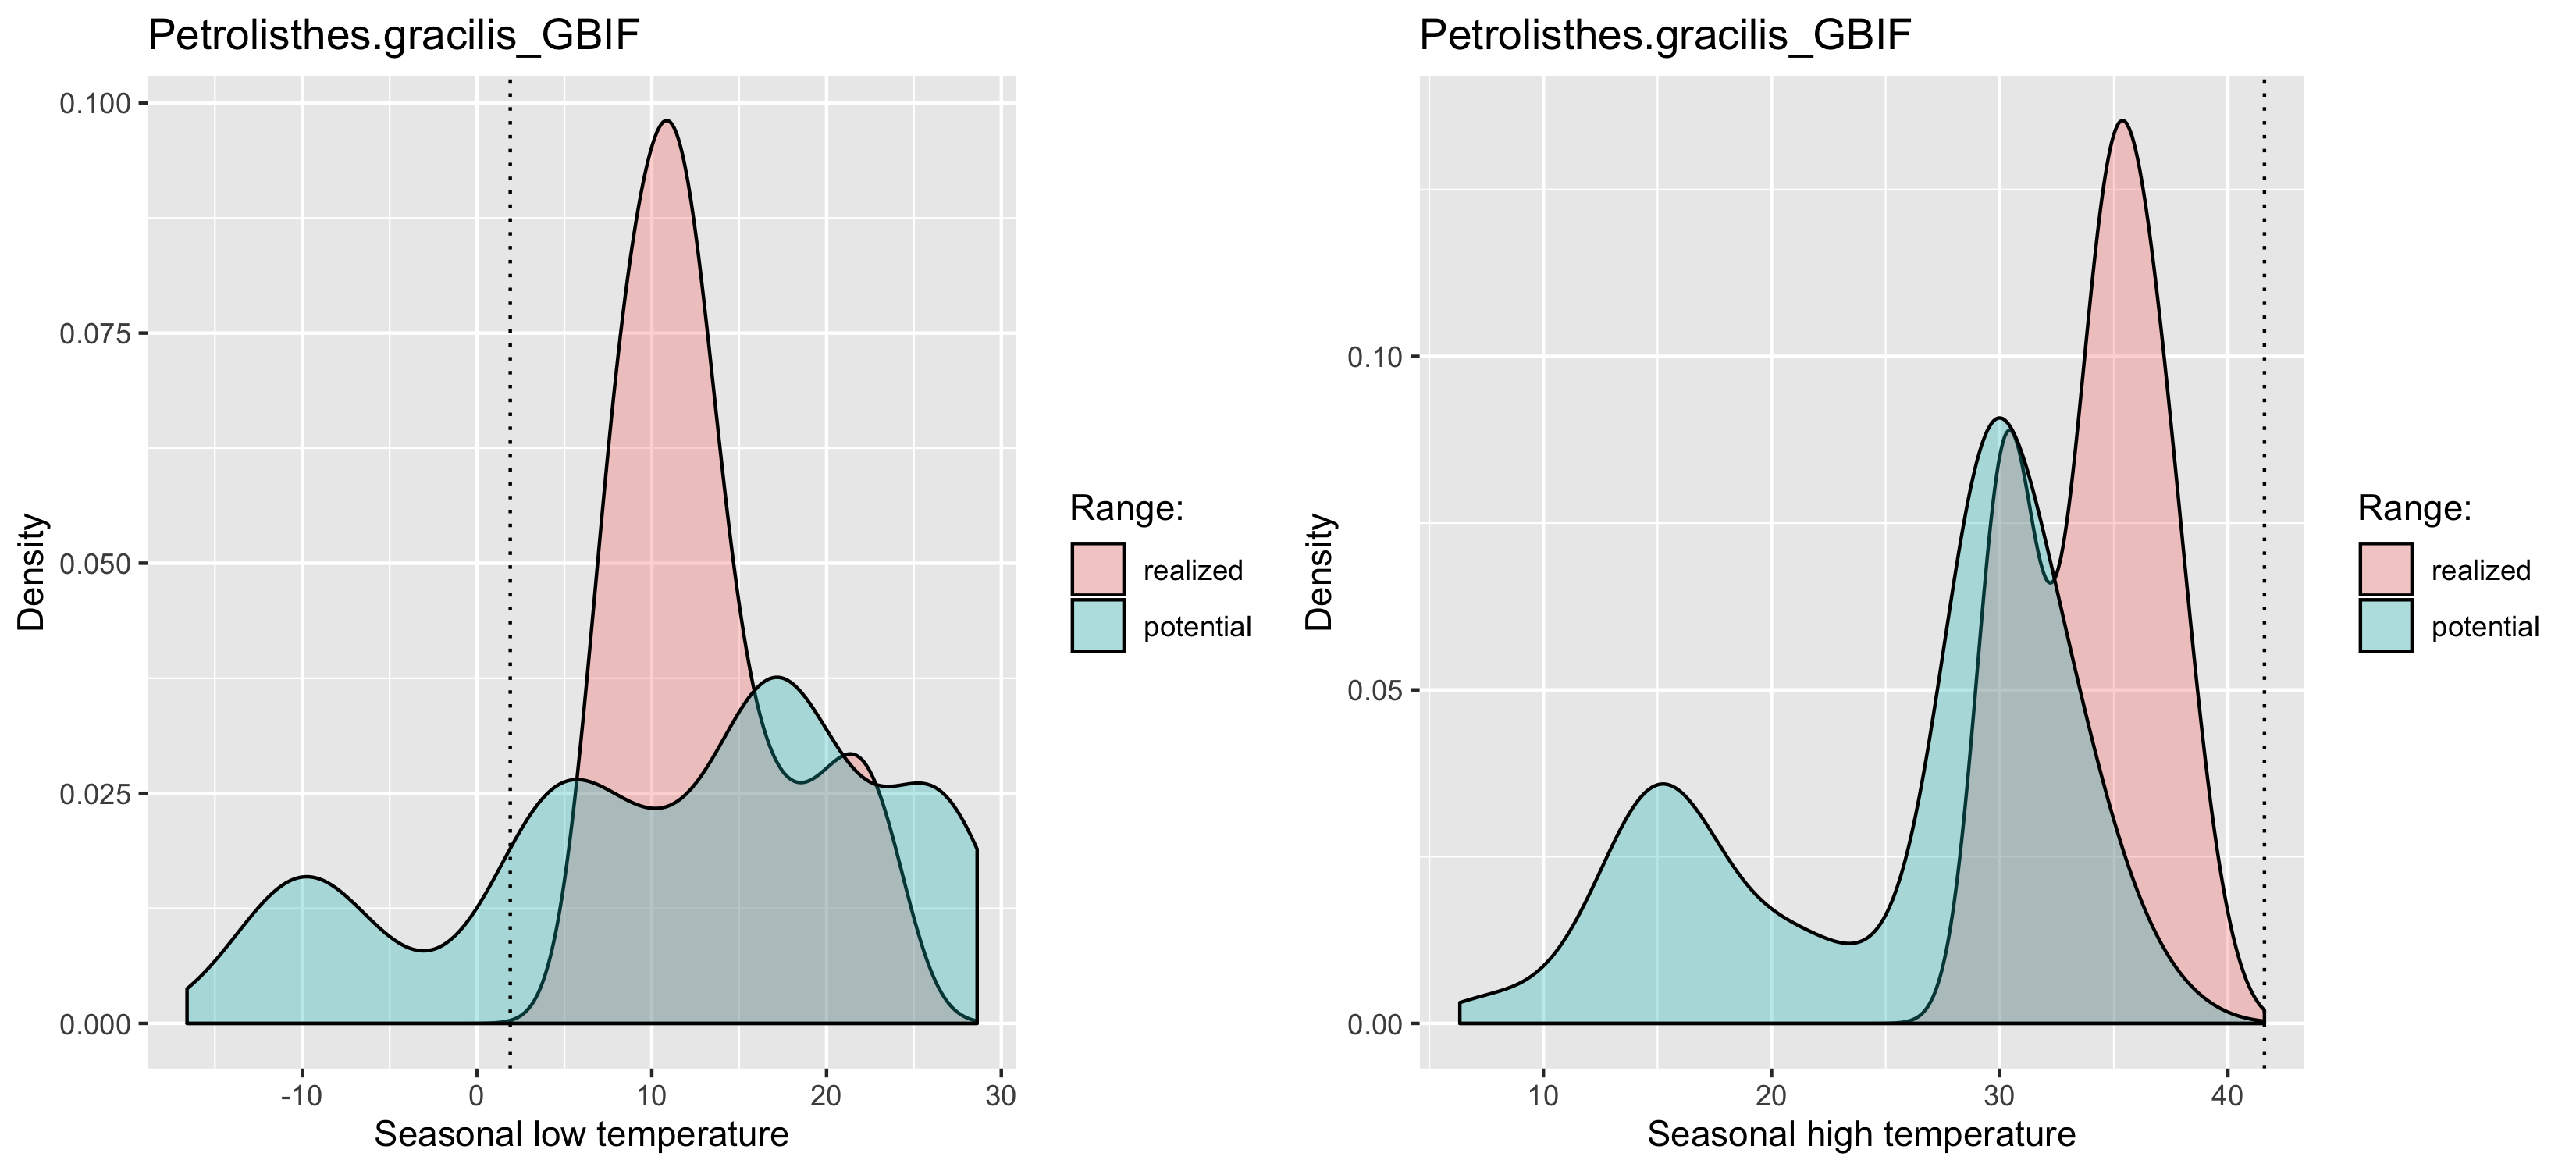 Petrolisthes.gracilis_GBIF
0.100
0.075
0.050
0.025
0.000
Density
-10 0 10 20 30
Seasonal low temperature
Range:
realized
potential
Petrolisthes.gracilis_GBIF
0.10
0.05
0.00
Density
10 20 30 40
Seasonal high temperature
Range:
realized
potential